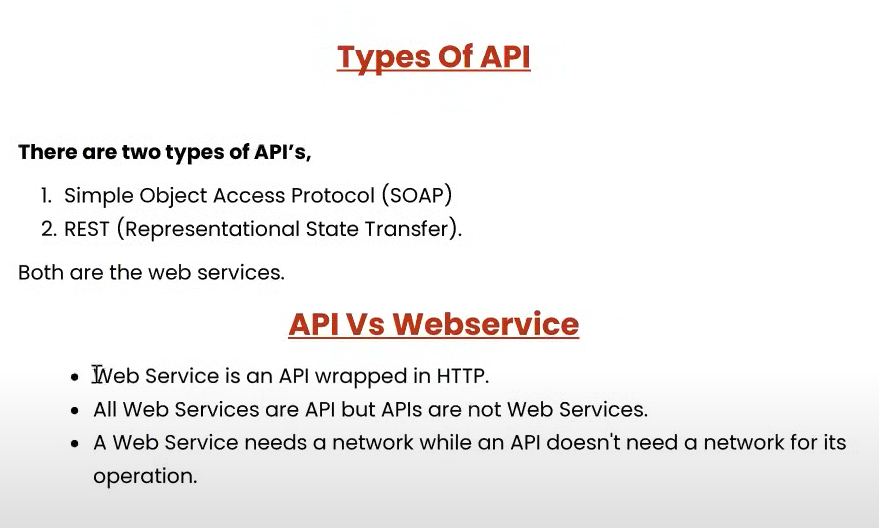 Types Of API
There are two types of API’s,
1. Simple Object Access Protocol (SOAP)
2. REST (Representational State Transfer).
Both are the web services.
API Vs Webservice
• Web Service is an API wrapped in HTTP.
• All Web Services are API but APIs are not Web Services.
• A Web Service needs a network while an API doesn't need a network for its
operation.